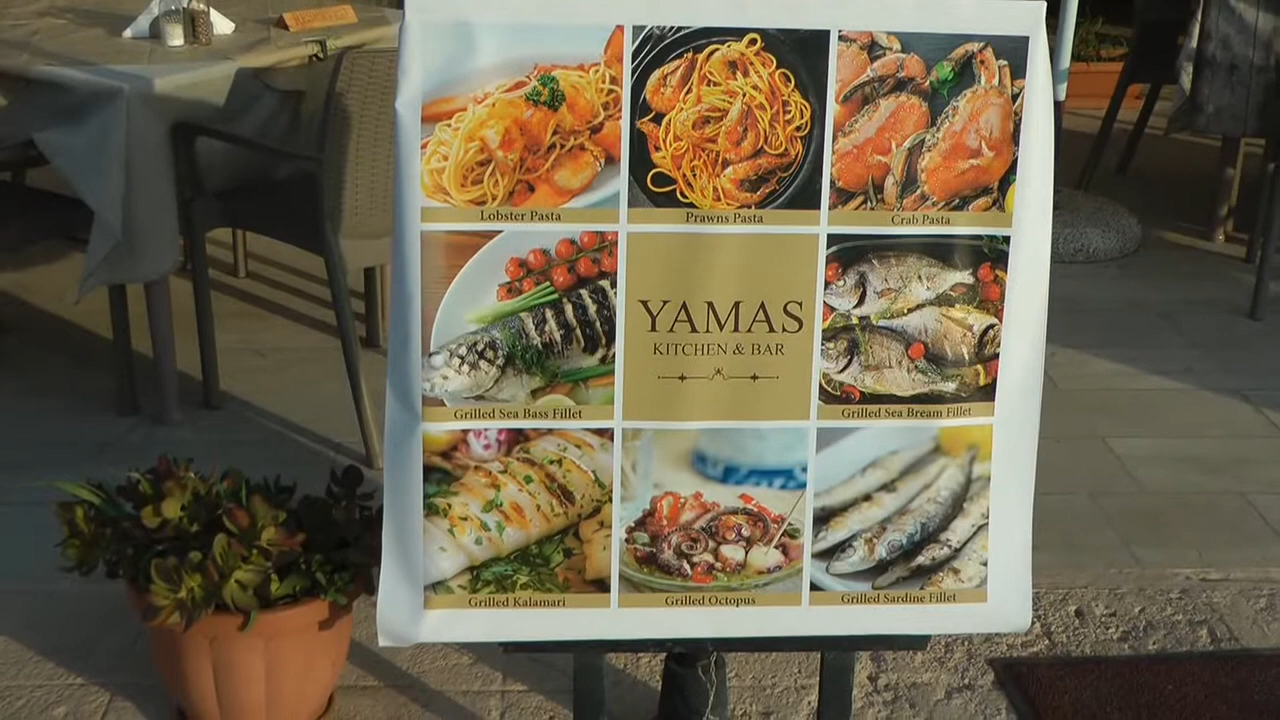 RESERVED
Lobster Pasta
Prawns Pasta
Crab Pasta
Grilled Sea Bass Fillet
YAMAS
KITCHEN & BAR
Grilled Sea Bream Fillet
Grilled Kalamari
Grilled Octopus
Grilled Sardine Fillet